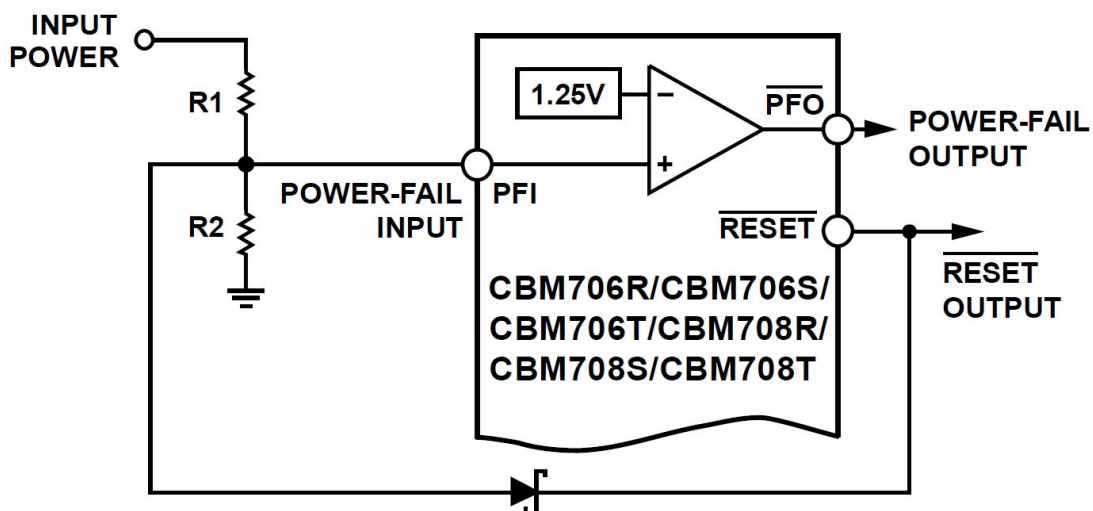 INPUT
POWER
R1
1.25V
−
PFO
POWER-FAIL
OUTPUT
+
POWER-FAIL
INPUT
PFI
R2
RESET
RESET
OUTPUT
CBM706R/CBM706S/
CBM706T/CBM708R/
CBM708S/CBM708T